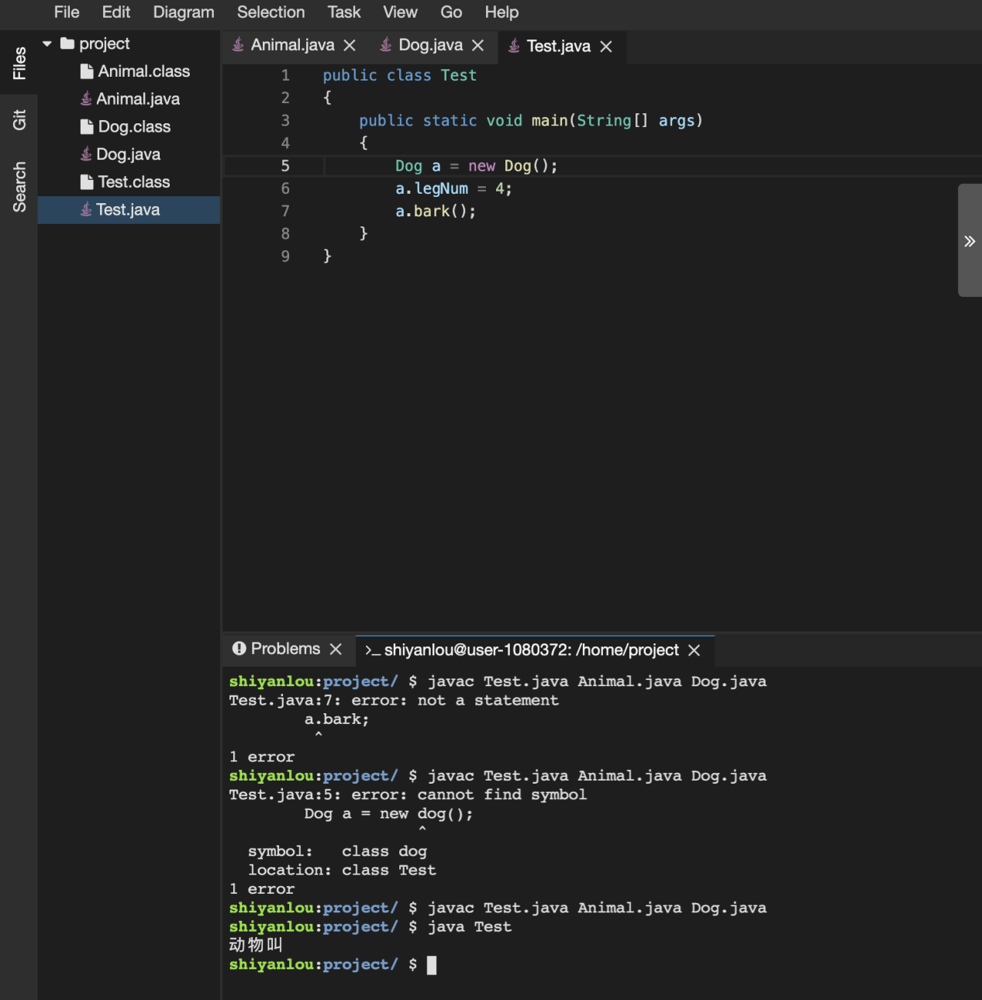 File Edit Diagram Selection Task View Go Help
Files
Git
Search
project
Animal.class
Animal.java
Dog.class
Dog.java
Test.class
Test.java
Animal.java Dog.java Test.java
1 public class Test
2 {
3     public static void main(String[] args)
4     {
5         Dog a = new Dog();
6         a.legNum = 4;
7         a.bark();
8     }
9 }
Problems >_ shiyanlou@user-1080372: /home/project
shiyanlou:project/ $ javac Test.java Animal.java Dog.java
Test.java:7: error: not a statement
        a.bark;
         ^
1 error
shiyanlou:project/ $ javac Test.java Animal.java Dog.java
Test.java:5: error: cannot find symbol
        Dog a = new dog();
                    ^
  symbol:   class dog
  location: class Test
1 error
shiyanlou:project/ $ javac Test.java Animal.java Dog.java
shiyanlou:project/ $ java Test
动物叫
shiyanlou:project/ $